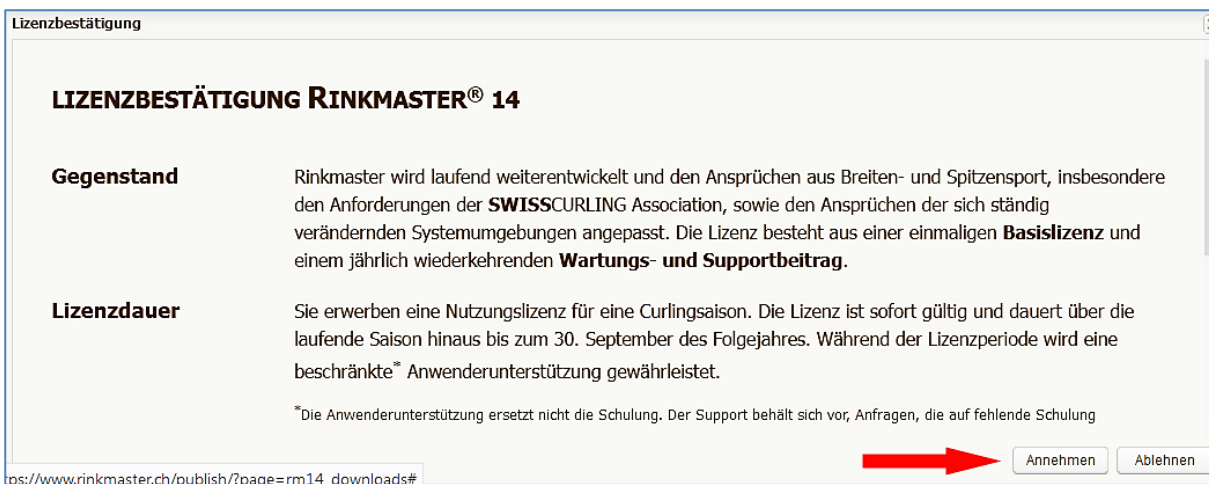 Lizenzbestätigung
LIZENZBESTÄTIGUNG RINKMASTER® 14
Gegenstand
Rinkmaster wird laufend weiterentwickelt und den Ansprüchen aus Breiten- und Spitzensport, insbesondere
den Anforderungen der SWISSCURLING Association, sowie den Ansprüchen der sich ständig
verändernden Systemumgebungen angepasst. Die Lizenz besteht aus einer einmaligen Basislizenz und
einem jährlich wiederkehrenden Wartungs- und Supportbeitrag.
Lizenzdauer
Sie erwerben eine Nutzungslizenz für eine Curlingsaison. Die Lizenz ist sofort gültig und dauert über die
laufende Saison hinaus bis zum 30. September des Folgejahres. Während der Lizenzperiode wird eine
beschränkte* Anwenderunterstützung gewährleistet.
*Die Anwenderunterstützung ersetzt nicht die Schulung. Der Support behält sich vor, Anfragen, die auf fehlende Schulung
Annehmen Ablehnen
tps://www.rinkmaster.ch/publish/?page=rm14_downloads#